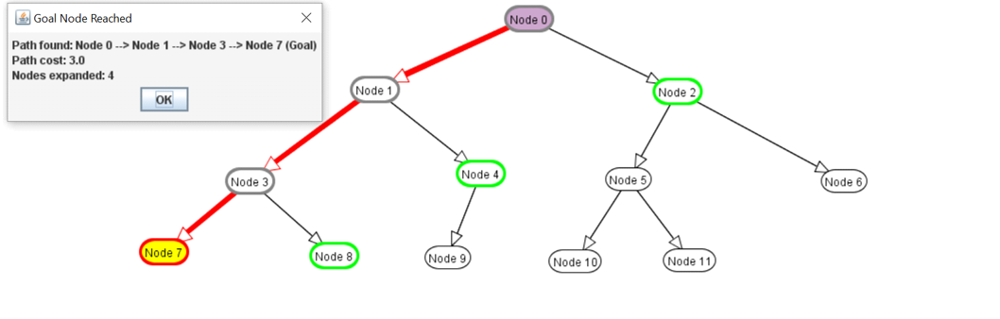 Goal Node Reached
Path found: Node 0 --> Node 1 --> Node 3 --> Node 7 (Goal)
Path cost: 3.0
Nodes expanded: 4
OK
Node 0
Node 1
Node 2
Node 3
Node 4
Node 5
Node 6
Node 7
Node 8
Node 9
Node 10
Node 11